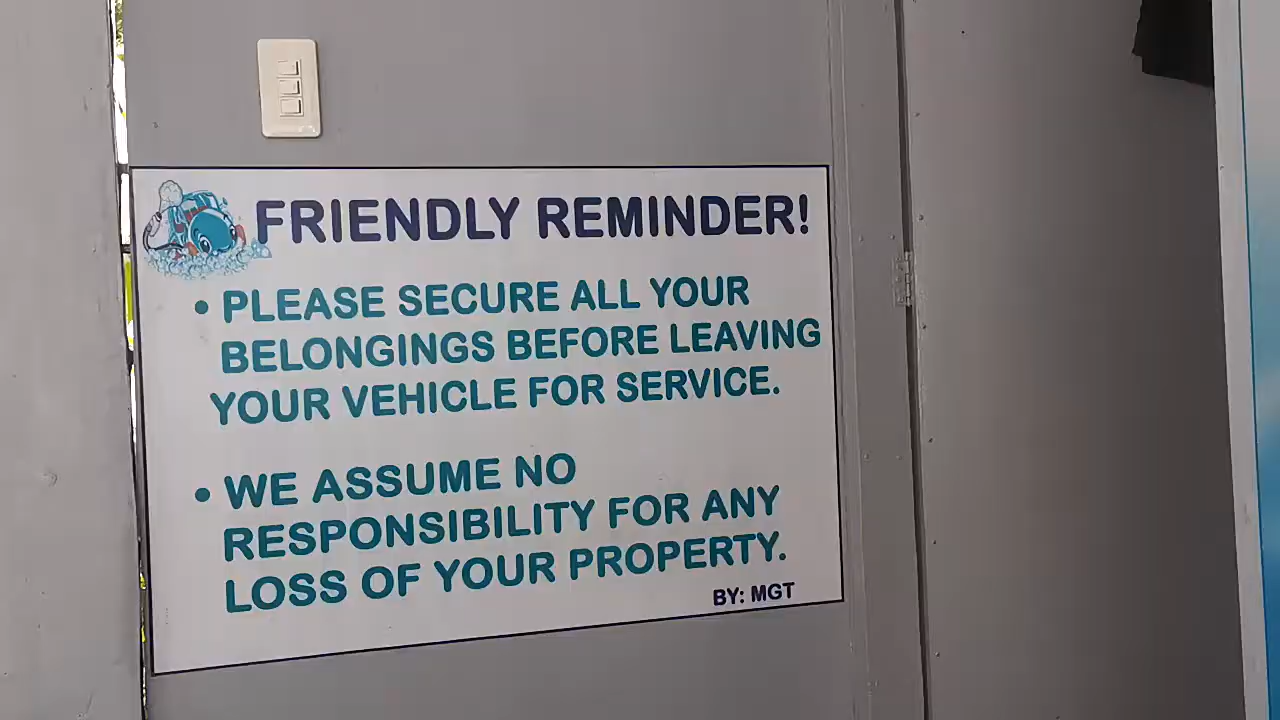 FRIENDLY REMINDER!
• PLEASE SECURE ALL YOUR
BELONGINGS BEFORE LEAVING
YOUR VEHICLE FOR SERVICE.
• WE ASSUME NO
RESPONSIBILITY FOR ANY
LOSS OF YOUR PROPERTY.
BY: MGT